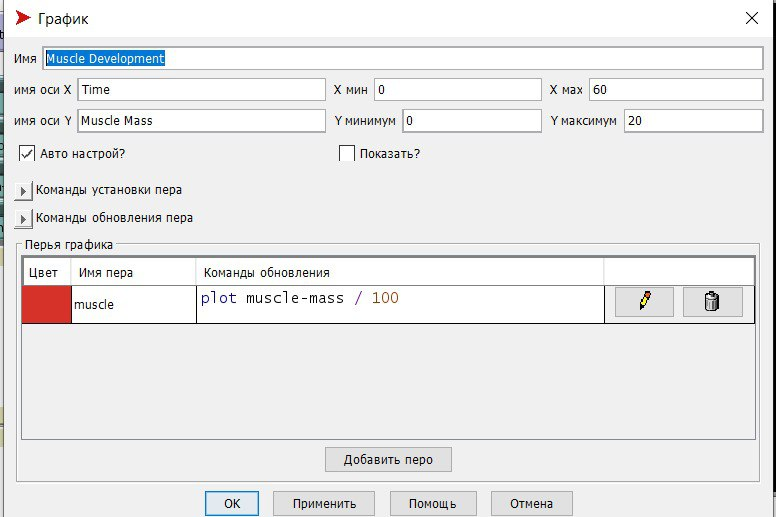 График
Имя Muscle Development
имя оси X Time X мин 0 X мах 60
имя оси Y Muscle Mass Y минимум 0 Y максимум 20
Авто настрой? Показать?
Команды установки пера
Команды обновления пера
Перья графика
Цвет Имя пера Команды обновления
muscle plot muscle-mass / 100
Добавить перо
OK Применить Помощь Отмена